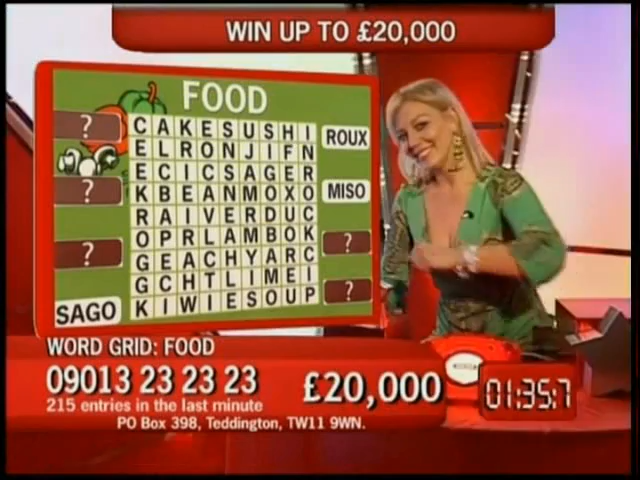 WIN UP TO £20,000
FOOD
?
?
?
SAGO
CAKESUSHI
ELRONJIFN
ECICSAGER
KBEANMOXO
RAIVERDUC
OPRLAMBOK
GEACHYARC
GCHTLIMEI
KIWIESOUP
ROUX
MISO
?
?
WORD GRID: FOOD
09013 23 23 23
215 entries in the last minute
£20,000
01:35:7
PO Box 398, Teddington, TW11 9WN.